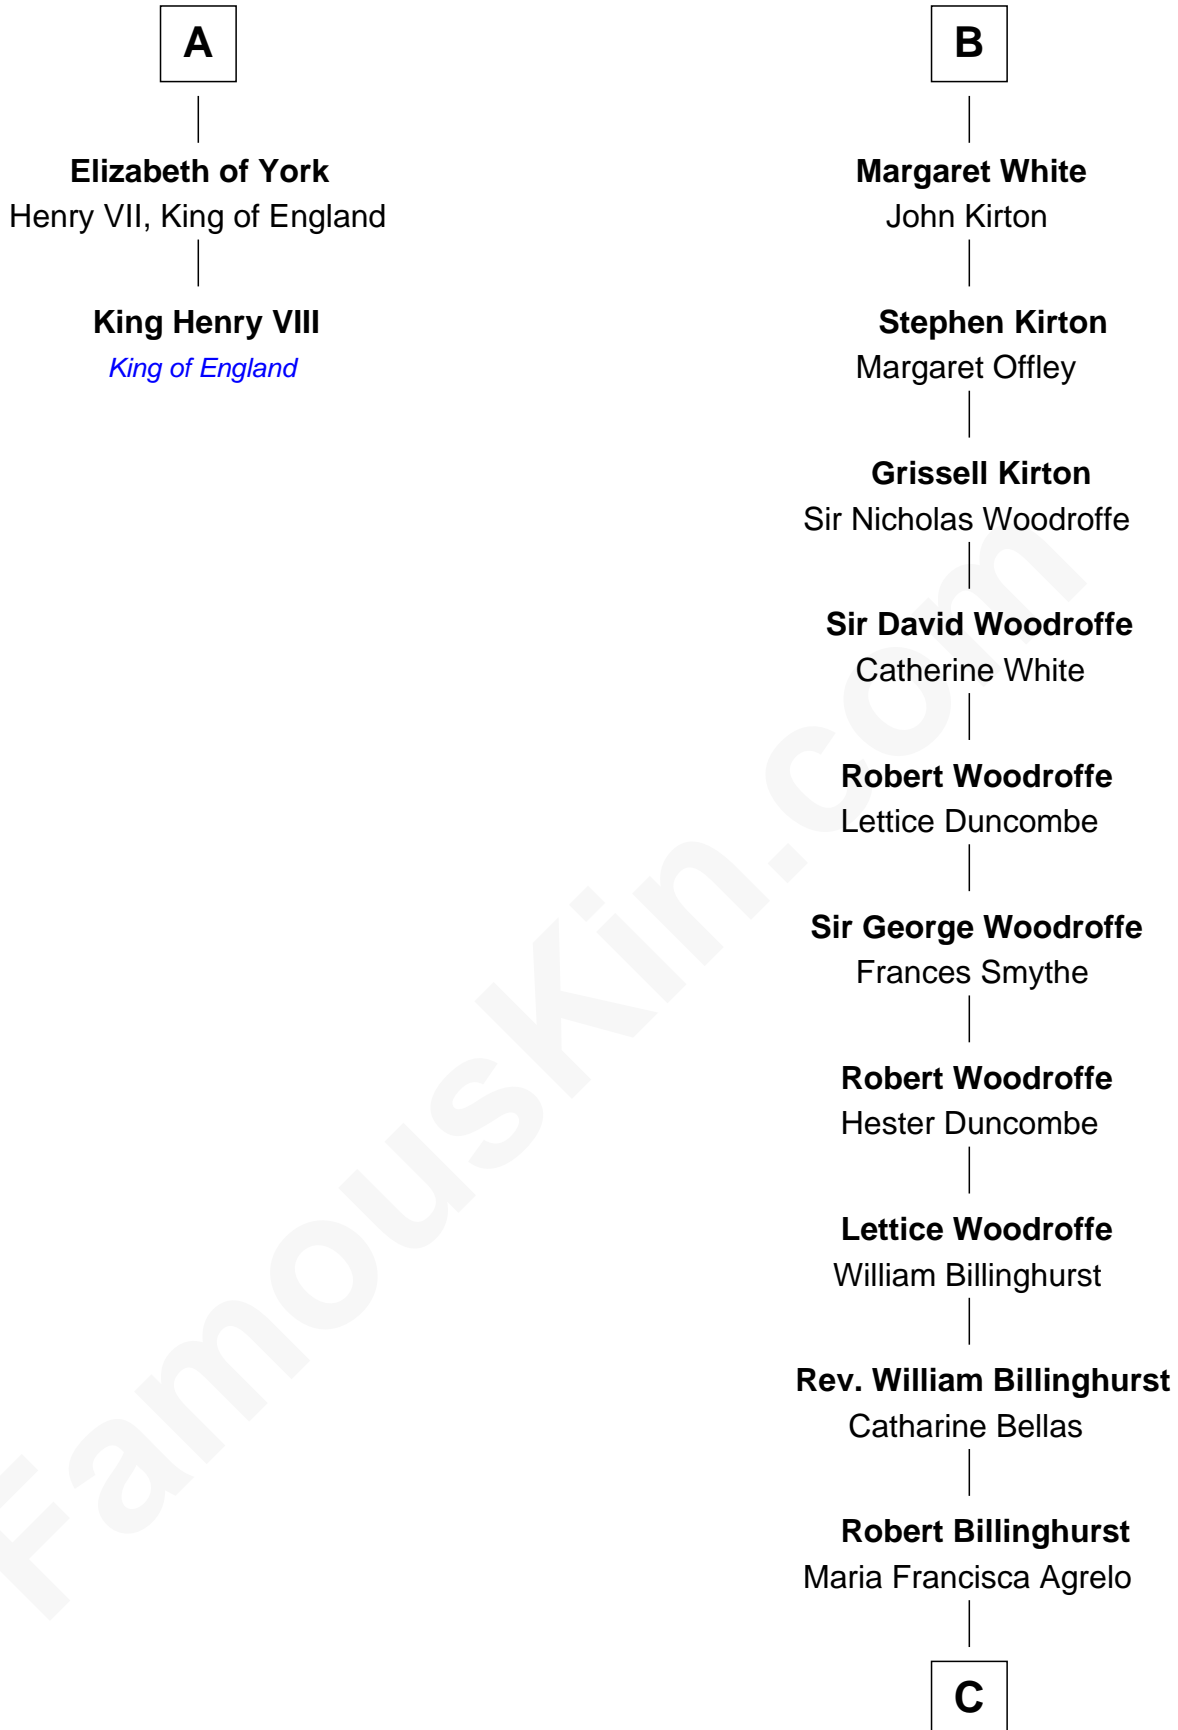 A
Elizabeth of York
Henry VII, King of England
King Henry VIII
King of England
B
Margaret White
John Kirton
Stephen Kirton
Margaret Offley
Grissell Kirton
Sir Nicholas Woodroffe
Sir David Woodroffe
Catherine White
Robert Woodroffe
Lettice Duncombe
Sir George Woodroffe
Frances Smythe
Robert Woodroffe
Hester Duncombe
Lettice Woodroffe
William Billinghurst
Rev. William Billinghurst
Catharine Bellas
Robert Billinghurst
Maria Francisca Agrelo
C
FamousKin.com